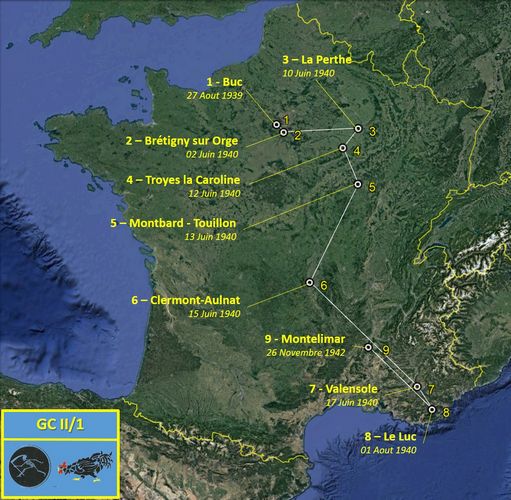 3 – La Perthe
10 Juin 1940
1 - Buc
27 Aout 1939
1
2
3
2 – Brétigny sur Orge
02 Juin 1940
4
4 – Troyes la Caroline
12 Juin 1940
5
5 – Montbard - Touillon
13 Juin 1940
6
6 – Clermont-Aulnat
15 Juin 1940
9 - Montelimar
26 Novembre 1942
9
7 - Valensole
17 Juin 1940
7
8
8 – Le Luc
01 Aout 1940
GC II/1